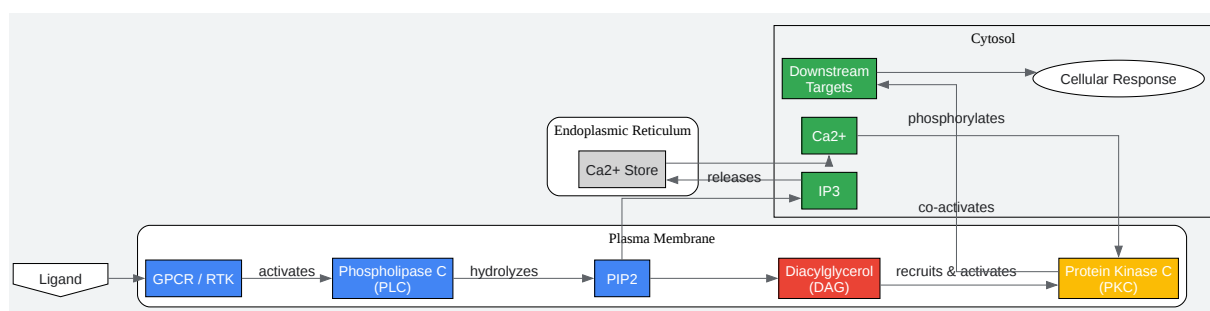 Cytosol
Downstream
Targets
Cellular Response
phosphorylates
Endoplasmic Reticulum
Ca2+
Ca2+ Store
releases
IP3
co-activates
Plasma Membrane
Ligand
GPCR / RTK
activates
Phospholipase C
(PLC)
hydrolyzes
PIP2
Diacylglycerol
(DAG)
recruits & activates
Protein Kinase C
(PKC)